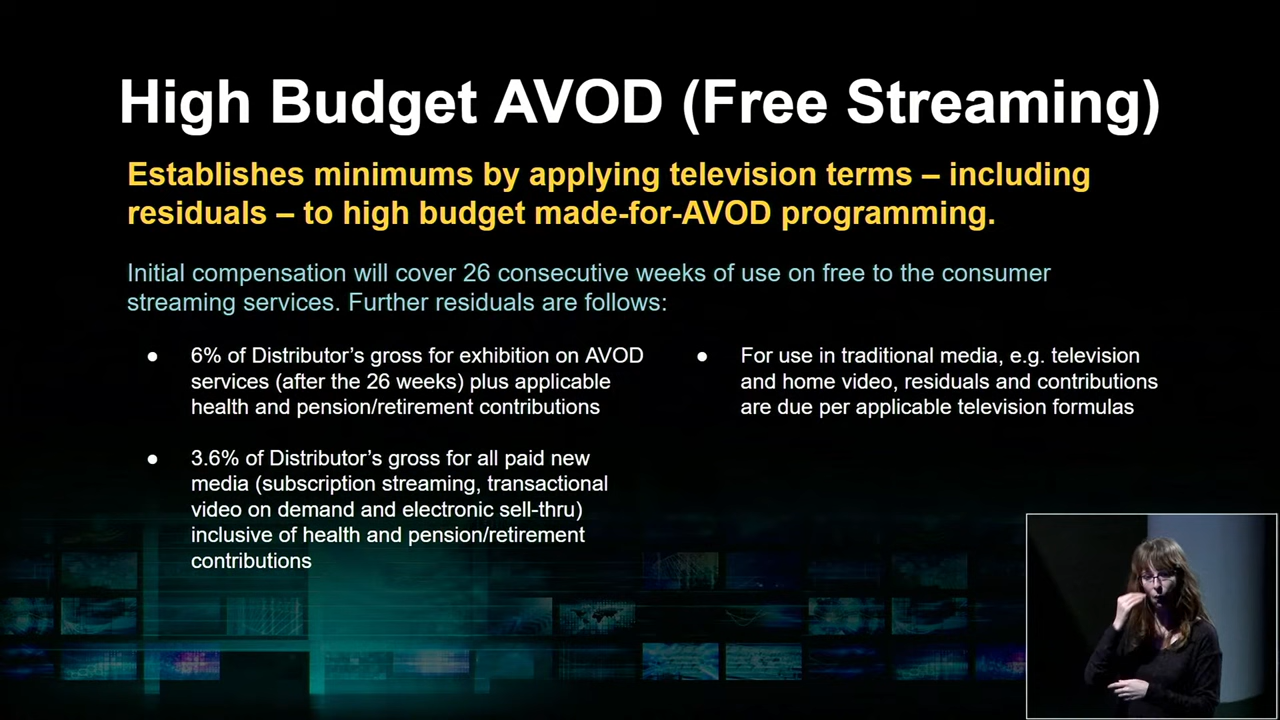 High Budget AVOD (Free Streaming)
Establishes minimums by applying television terms – including
residuals – to high budget made-for-AVOD programming.
Initial compensation will cover 26 consecutive weeks of use on free to the consumer
streaming services. Further residuals are follows:
● 6% of Distributor’s gross for exhibition on AVOD
services (after the 26 weeks) plus applicable
health and pension/retirement contributions
● 3.6% of Distributor’s gross for all paid new
media (subscription streaming, transactional
video on demand and electronic sell-thru)
inclusive of health and pension/retirement
contributions
● For use in traditional media, e.g. television
and home video, residuals and contributions
are due per applicable television formulas